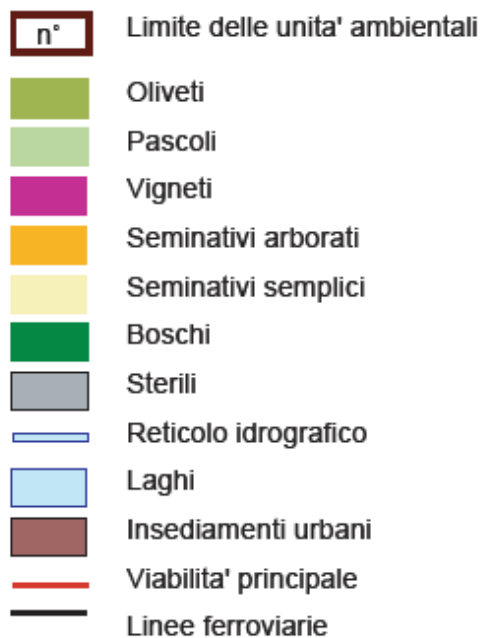 n° Limite delle unita' ambientali
Oliveti
Pascoli
Vigneti
Seminativi arborati
Seminativi semplici
Boschi
Sterili
Reticolo idrografico
Laghi
Insediamenti urbani
Viabilita' principale
Linee ferroviarie